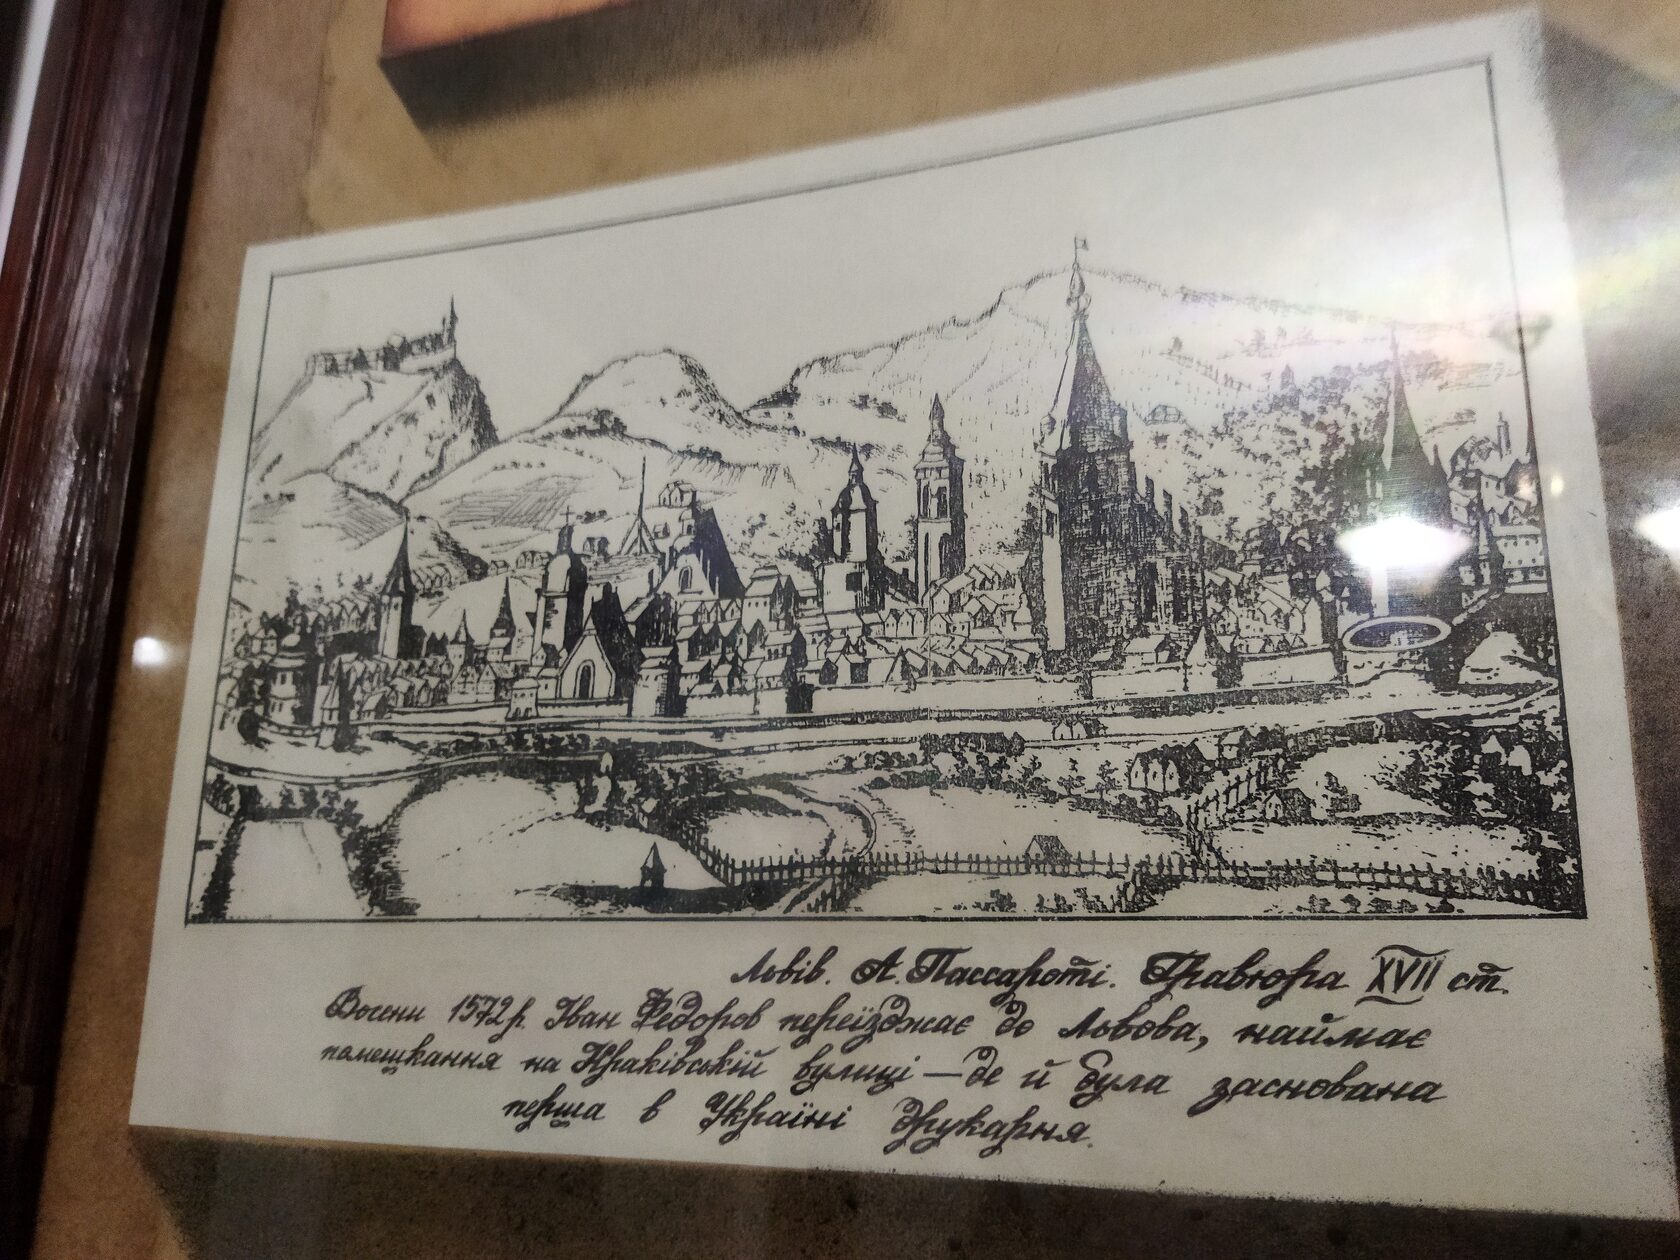 Львів. А. Пассароті. Гравюра XVII ст.
Восени 1572 р. Іван Федоров переїзджає до Львова, наймає
помешкання на Краківській вулиці — де й була заснована
перша в Україні друкарня.